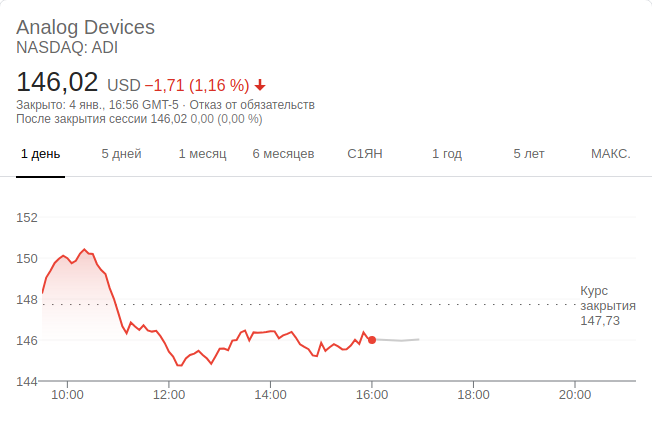 Analog Devices
NASDAQ: ADI
146,02 USD −1,71 (1,16 %)
Закрыто: 4 янв., 16:56 GMT-5 · Отказ от обязательств
После закрытия сессии 146,02 0,00 (0,00 %)
1 день 5 дней 1 месяц 6 месяцев С1ЯН 1 год 5 лет МАКС.
152
150
148
146
144
Курс
закрытия
147,73
10:00 12:00 14:00 16:00 18:00 20:00